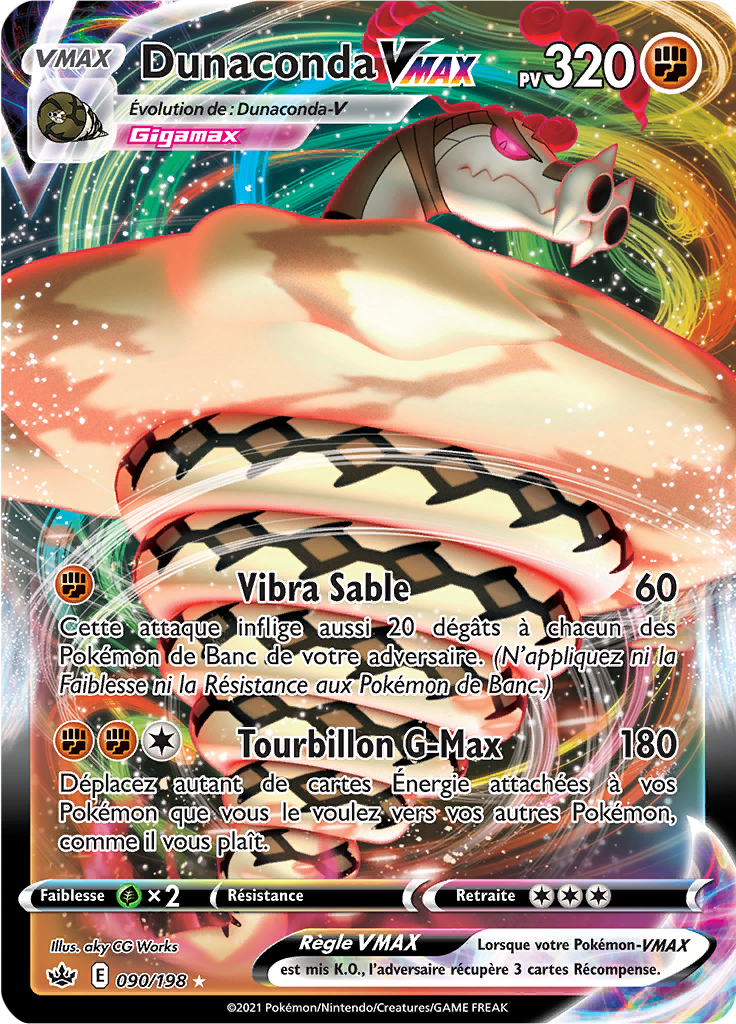 VMAX
Dunaconda VMAX
PV 320
Évolution de : Dunaconda-V
Gigamax
Vibra Sable 60
Cette attaque inflige aussi 20 dégâts à chacun des
Pokémon de Banc de votre adversaire. (N'appliquez ni la
Faiblesse ni la Résistance aux Pokémon de Banc.)
Tourbillon G-Max 180
Déplacez autant de cartes Énergie attachées à vos
Pokémon que vous le voulez vers vos autres Pokémon,
comme il vous plaît.
Faiblesse ×2 Résistance Retraite
Illus. aky CG Works
Règle VMAX Lorsque votre Pokémon-VMAX
est mis K.O., l'adversaire récupère 3 cartes Récompense.
E 090/198
©2021 Pokémon/Nintendo/Creatures/GAME FREAK